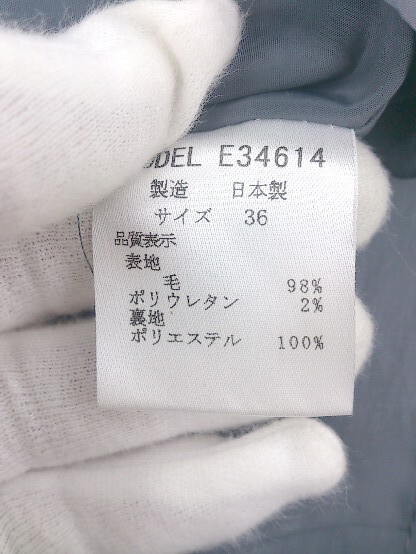 MODEL E34614
製造 日本製
サイズ 36
品質表示
表地
毛 98%
ポリウレタン 2%
裏地
ポリエステル 100%